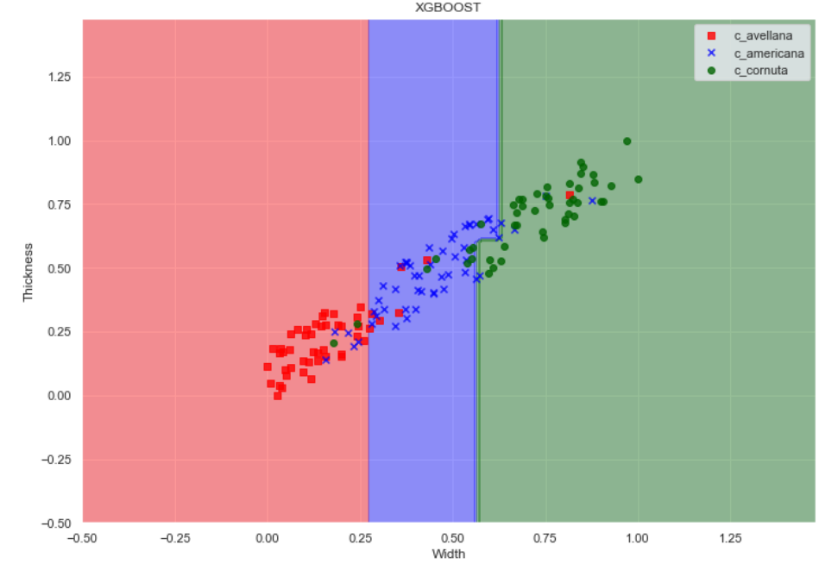 XGBOOST
c_avellana
c_americana
c_cornuta
1.25
1.00
0.75
0.50
0.25
0.00
−0.25
−0.50
Thickness
−0.50 −0.25 0.00 0.25 0.50 0.75 1.00 1.25
Width